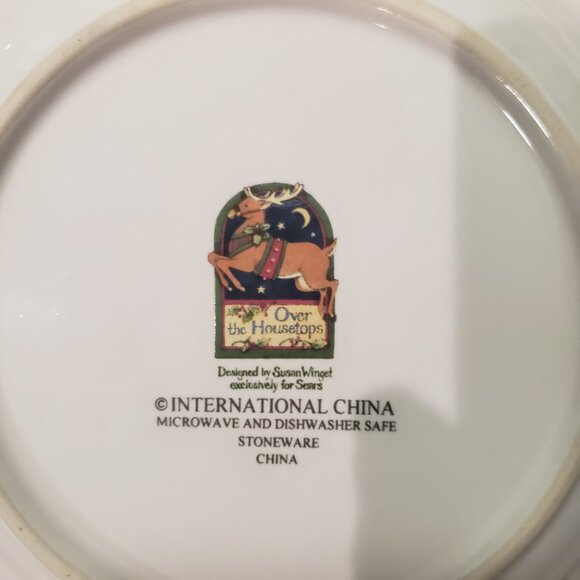 Over
the Housetops
Designed by Susan Winget
exclusively for Sears
© INTERNATIONAL CHINA
MICROWAVE AND DISHWASHER SAFE
STONEWARE
CHINA